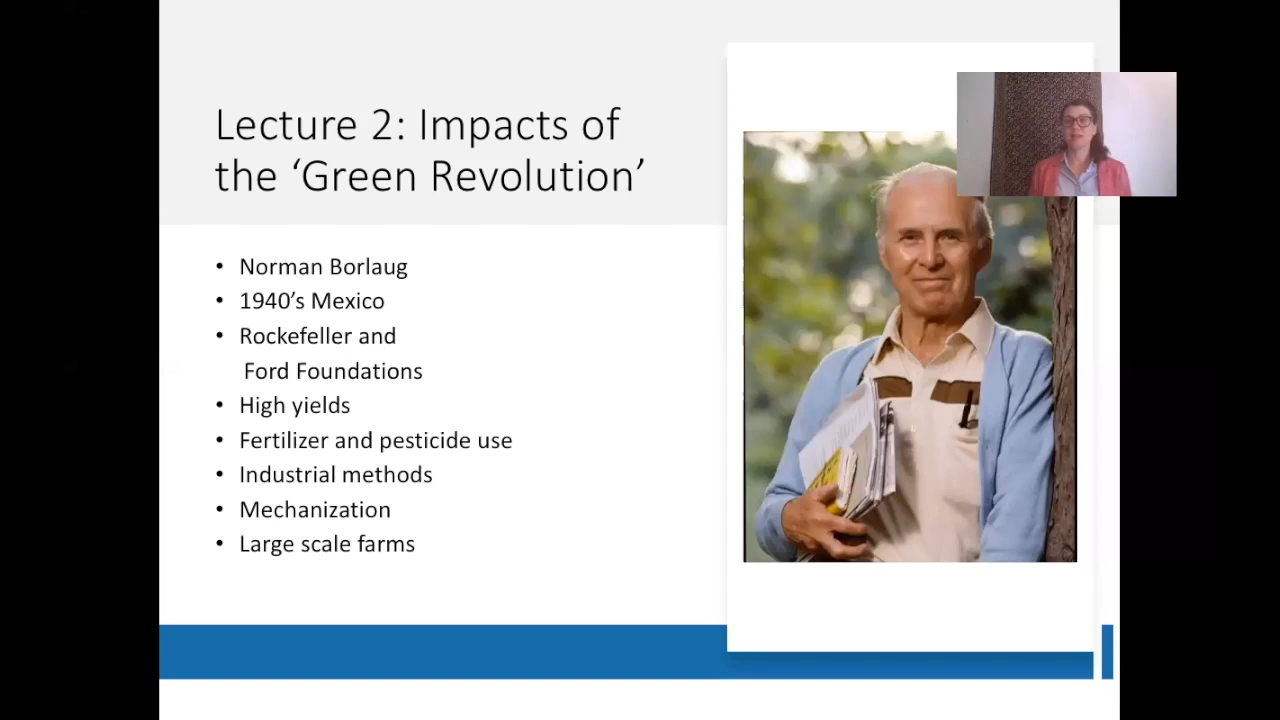 Lecture 2: Impacts of
the ‘Green Revolution’
• Norman Borlaug
• 1940’s Mexico
• Rockefeller and
Ford Foundations
• High yields
• Fertilizer and pesticide use
• Industrial methods
• Mechanization
• Large scale farms